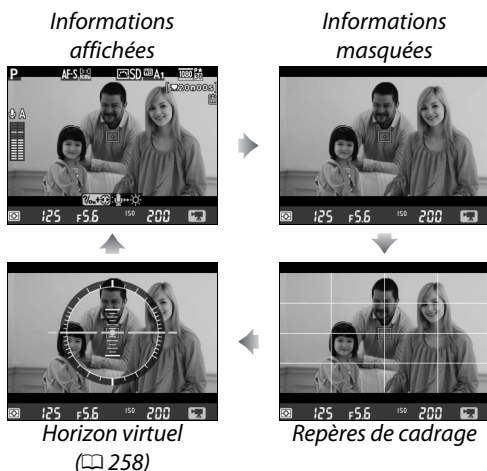 Informations
affichées
Informations
masquées
P AF-S SD A1 1080
20m00s
A
125 F5.6 ISO 200
125 F5.6 ISO 200
125 F5.6 ISO 200
125 F5.6 ISO 200
Horizon virtuel
(258)
Repères de cadrage